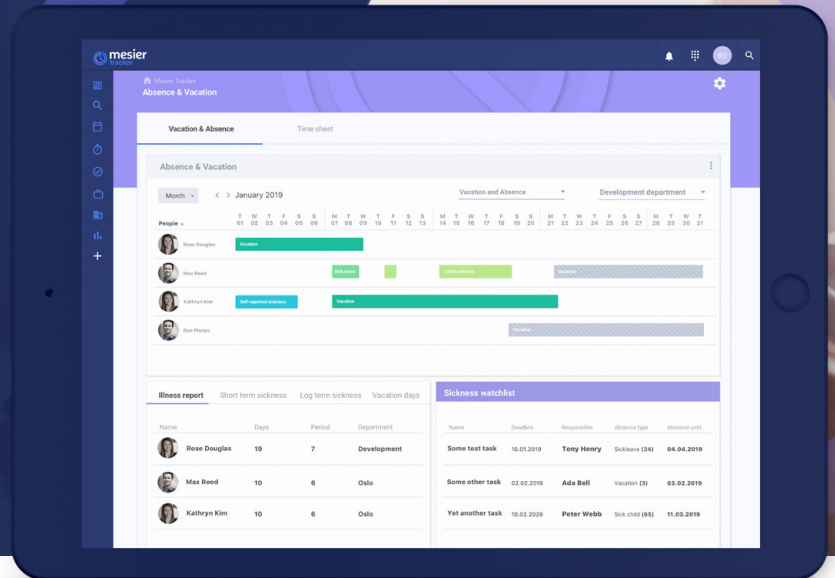 mesier
tracker
BG
Mesier Tracker
Absence & Vacation
Vacation & Absence Time sheet
Absence & Vacation
Month < > January 2019 Vacation and Absence Development department
People T W T F S S M T W T F S S M T W T F S S M T W T F S S M T W T
01 02 03 04 05 06 07 08 09 10 11 12 13 14 15 16 17 18 19 20 21 22 23 24 25 26 27 28 29 30 31
Rose Douglas Vacation
Max Reed Sick leave Child sickness Vacation
Kathryn Kim Self-reported sickness Vacation
Don Phelps Vacation
Illness report Short term sickness Log term sickness Vacation days
Name Days Period Department
Rose Douglas 19 7 Development
Max Reed 10 6 Oslo
Kathryn Kim 10 6 Oslo
Sickness watchlist
Name Deadline Responsible Absence type Absence until
Some test task 19.01.2019 Tony Henry Sickleave (34) 04.04.2019
Some other task 02.02.2019 Ada Bell Vacation (3) 03.02.2019
Yet another task 10.02.2029 Peter Webb Sick child (65) 11.03.2019